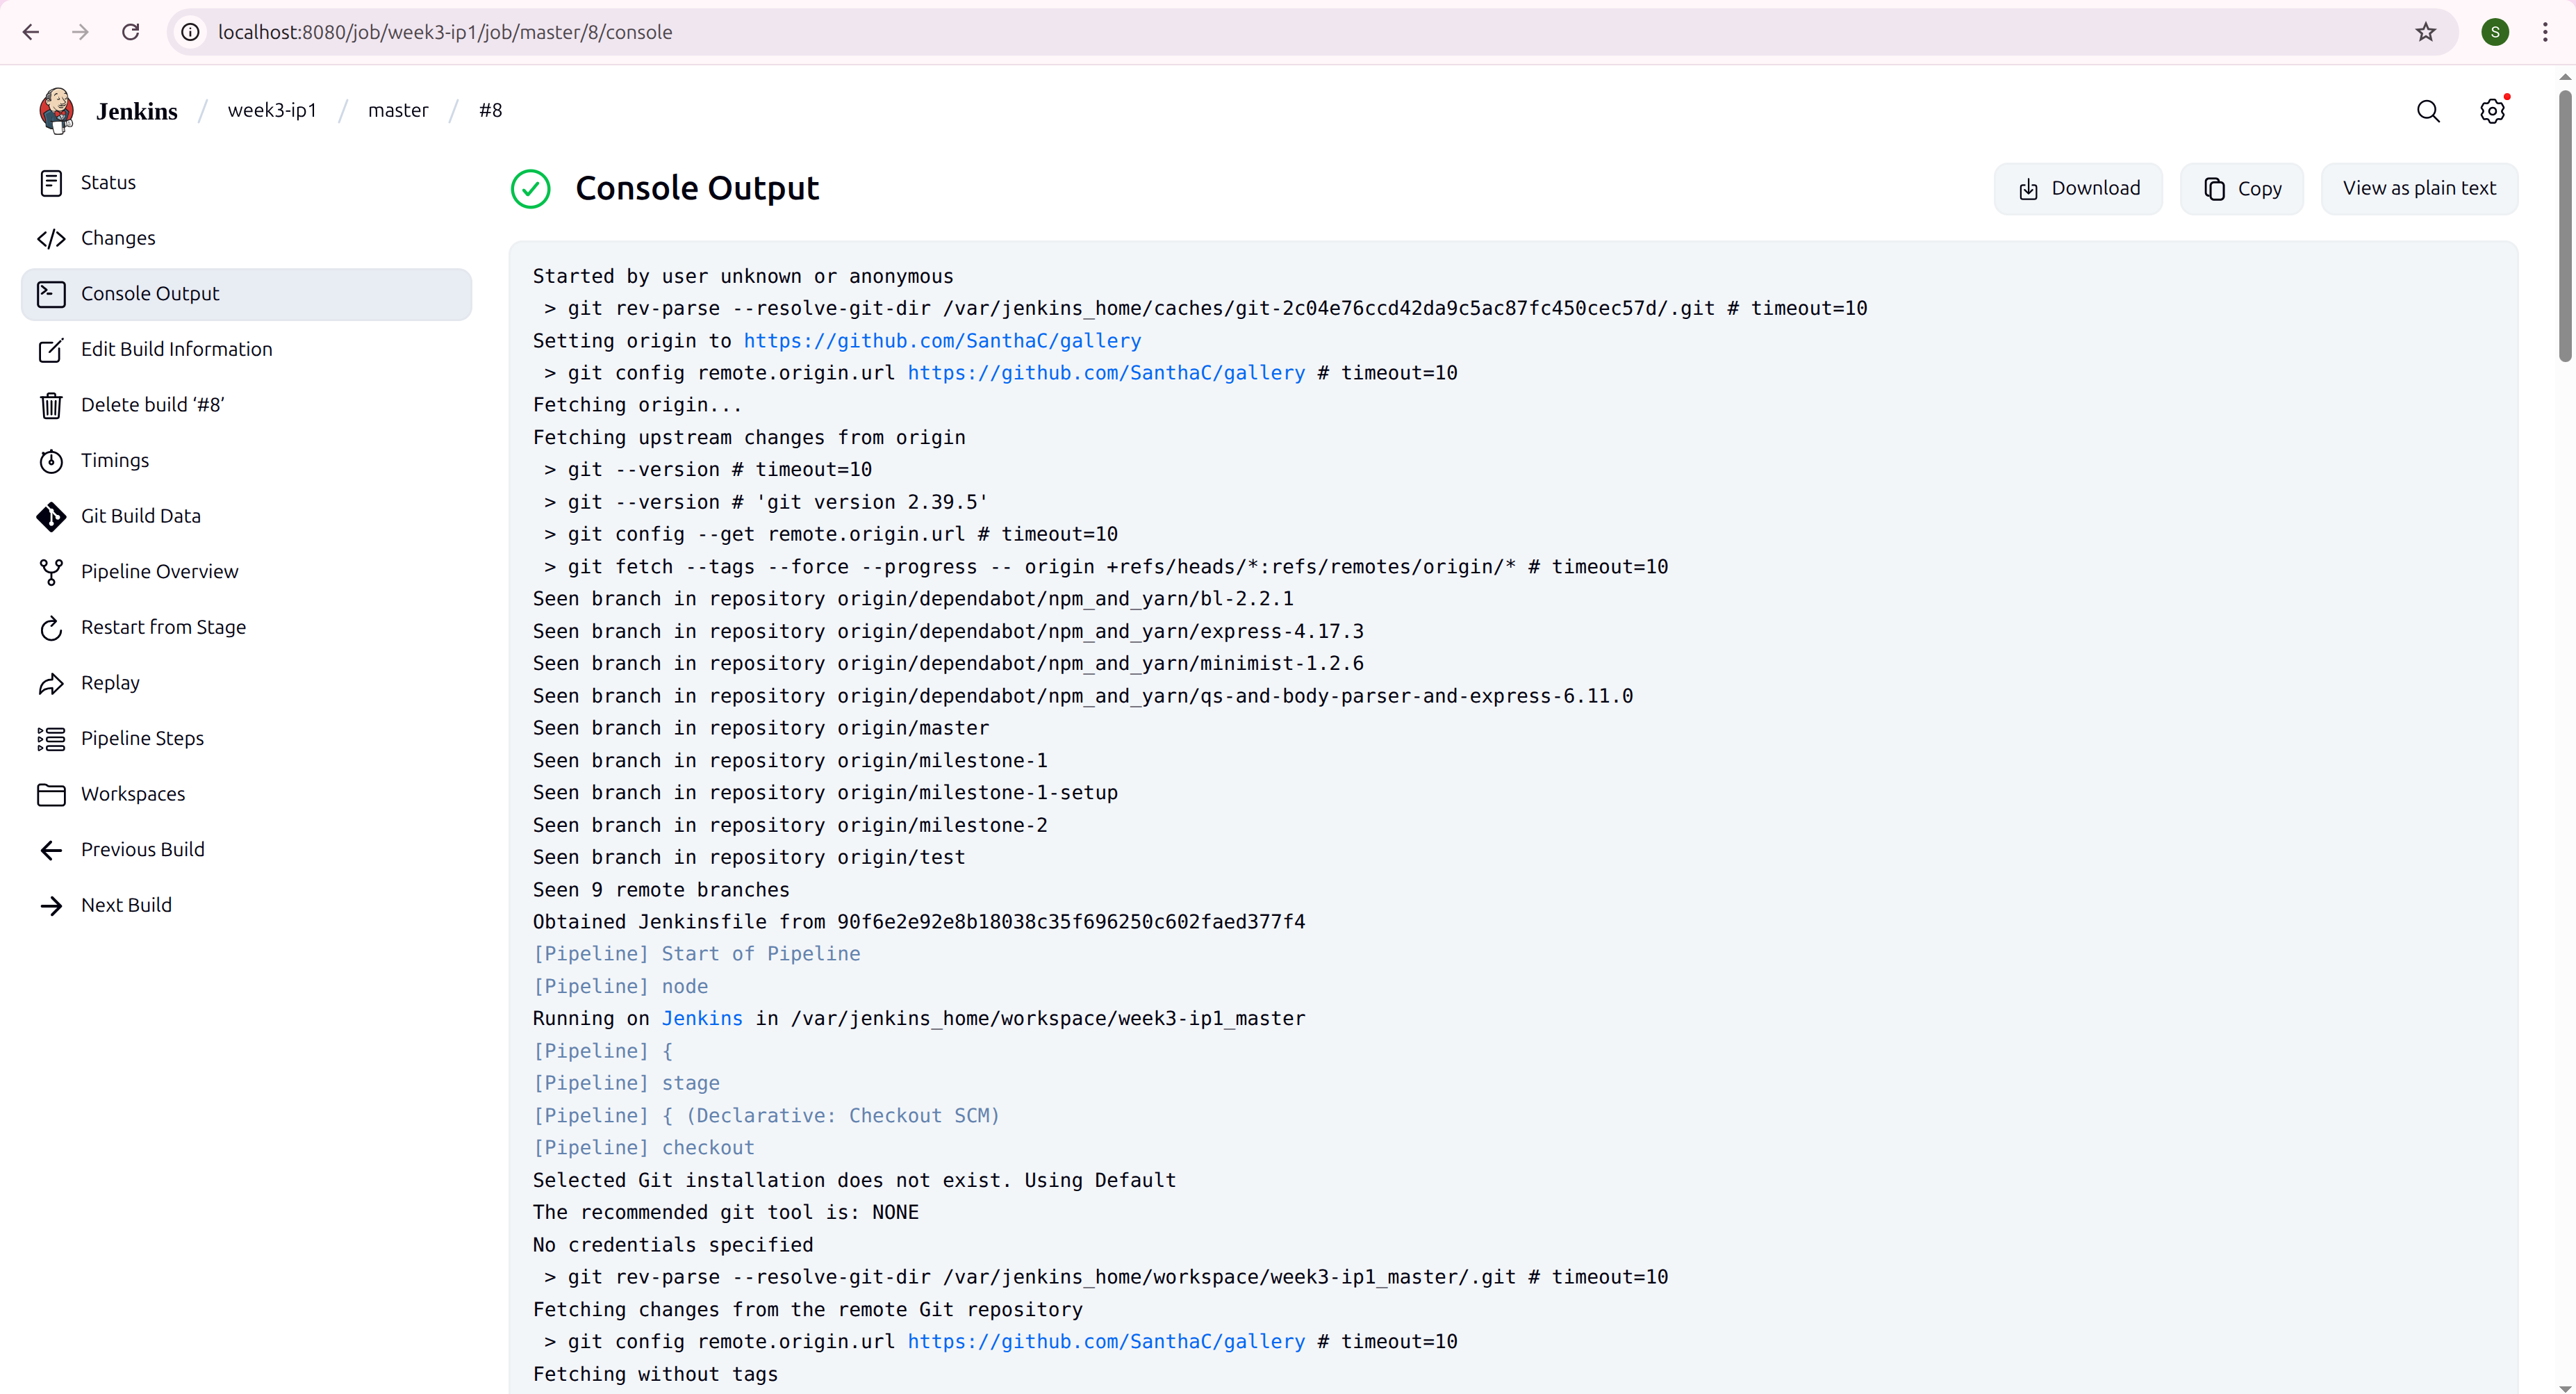 localhost:8080/job/week3-ip1/job/master/8/console
S
Jenkins / week3-ip1 / master / #8
Status
Changes
Console Output
Edit Build Information
Delete build ‘#8’
Timings
Git Build Data
Pipeline Overview
Restart from Stage
Replay
Pipeline Steps
Workspaces
Previous Build
Next Build
Console Output
Download
Copy
View as plain text
Started by user unknown or anonymous
> git rev-parse --resolve-git-dir /var/jenkins_home/caches/git-2c04e76ccd42da9c5ac87fc450cec57d/.git # timeout=10
Setting origin to https://github.com/SanthaC/gallery
> git config remote.origin.url https://github.com/SanthaC/gallery # timeout=10
Fetching origin...
Fetching upstream changes from origin
> git --version # timeout=10
> git --version # 'git version 2.39.5'
> git config --get remote.origin.url # timeout=10
> git fetch --tags --force --progress -- origin +refs/heads/*:refs/remotes/origin/* # timeout=10
Seen branch in repository origin/dependabot/npm_and_yarn/bl-2.2.1
Seen branch in repository origin/dependabot/npm_and_yarn/express-4.17.3
Seen branch in repository origin/dependabot/npm_and_yarn/minimist-1.2.6
Seen branch in repository origin/dependabot/npm_and_yarn/qs-and-body-parser-and-express-6.11.0
Seen branch in repository origin/master
Seen branch in repository origin/milestone-1
Seen branch in repository origin/milestone-1-setup
Seen branch in repository origin/milestone-2
Seen branch in repository origin/test
Seen 9 remote branches
Obtained Jenkinsfile from 90f6e2e92e8b18038c35f696250c602faed377f4
[Pipeline] Start of Pipeline
[Pipeline] node
Running on Jenkins in /var/jenkins_home/workspace/week3-ip1_master
[Pipeline] {
[Pipeline] stage
[Pipeline] { (Declarative: Checkout SCM)
[Pipeline] checkout
Selected Git installation does not exist. Using Default
The recommended git tool is: NONE
No credentials specified
> git rev-parse --resolve-git-dir /var/jenkins_home/workspace/week3-ip1_master/.git # timeout=10
Fetching changes from the remote Git repository
> git config remote.origin.url https://github.com/SanthaC/gallery # timeout=10
Fetching without tags